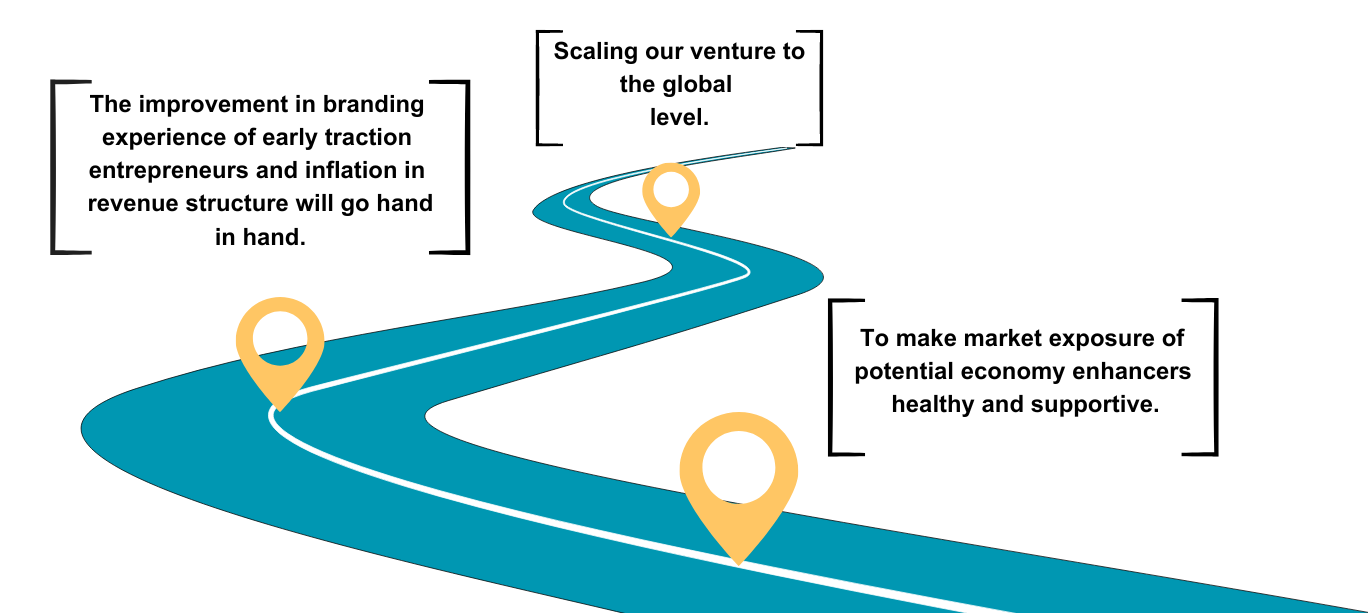 Scaling our venture to
the global
level.
The improvement in branding
experience of early traction
entrepreneurs and inflation in
revenue structure will go hand
in hand.
To make market exposure of
potential economy enhancers
healthy and supportive.